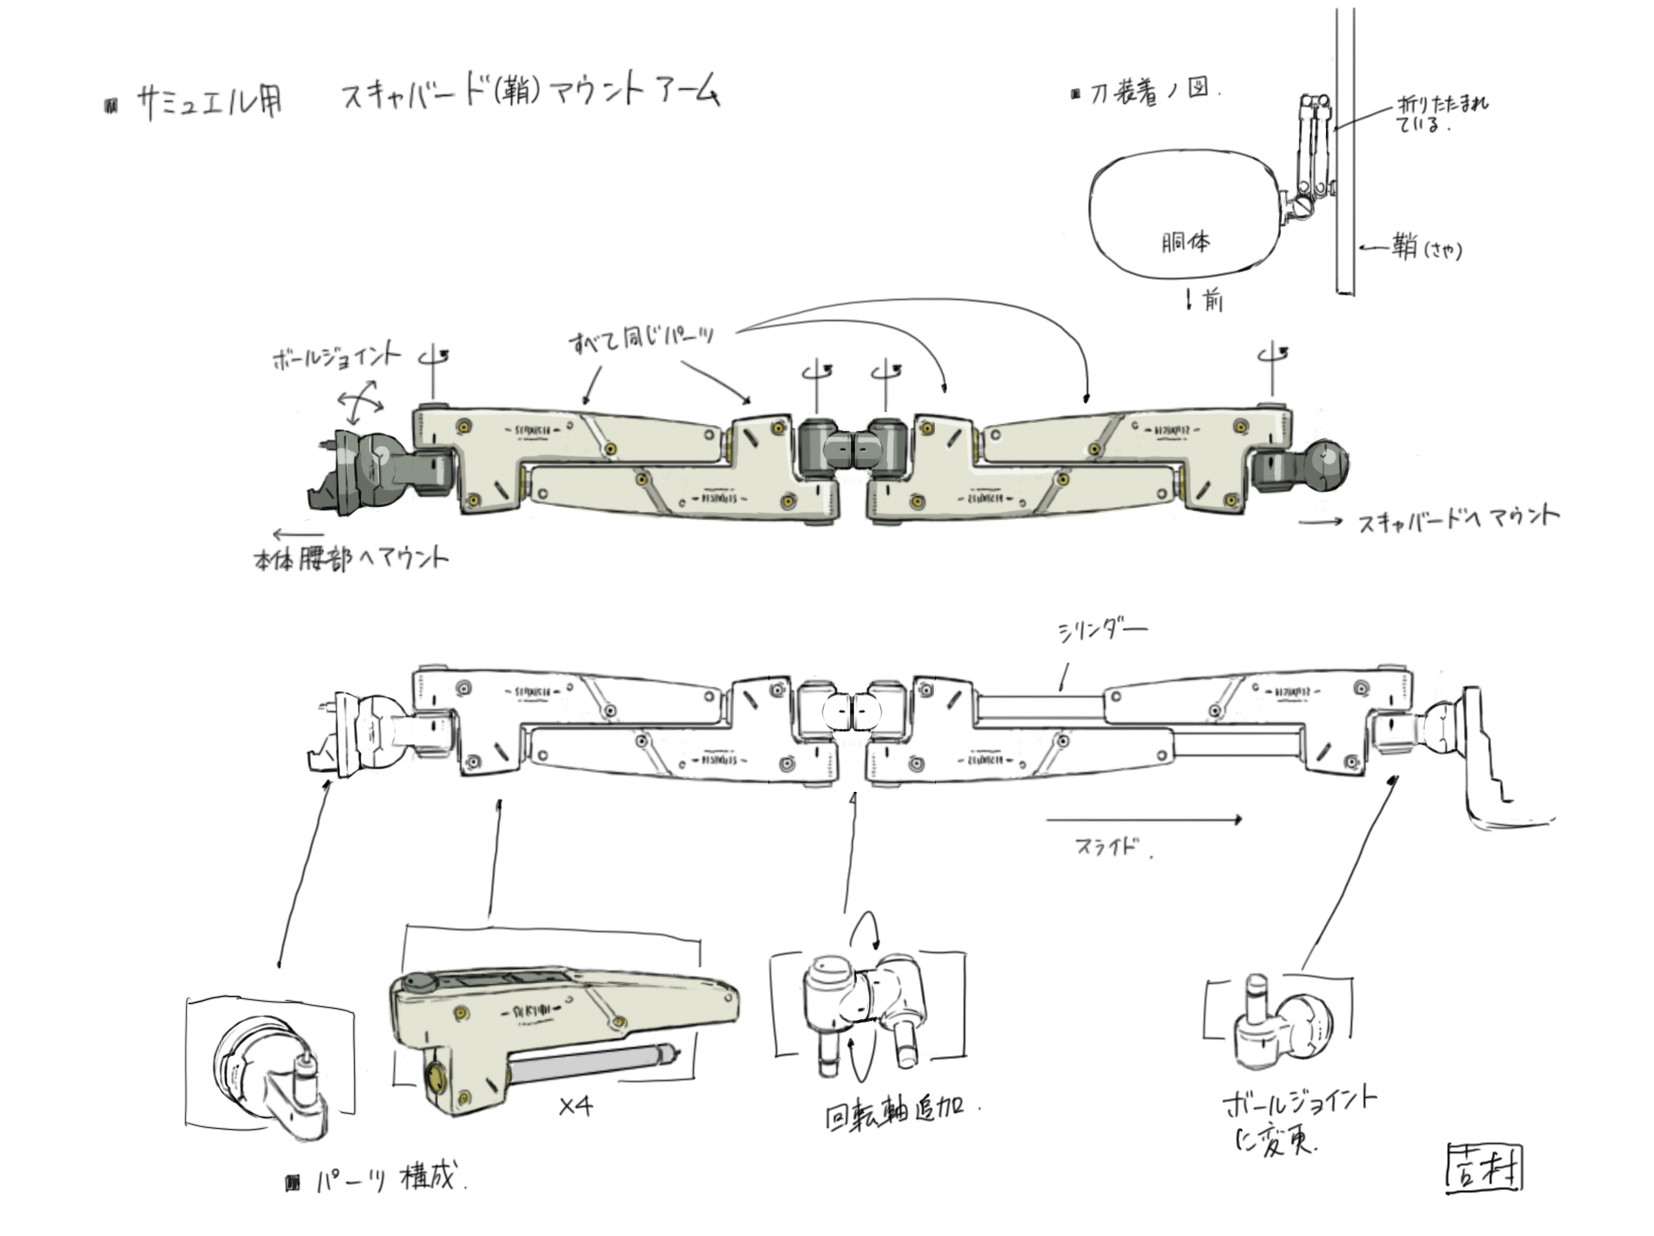 ■ サミュエル用　スキャバード(鞘)マウントアーム
■ 刀装着ノ図.
折りたたまれ
ている.
胴体
鞘(さや)
↓前
ボールジョイント
すべて同じパーツ
本体腰部へマウント
スキャバードへマウント
シリンダー
スライド.
×4
回転軸追加.
ボールジョイント
に変更.
■ パーツ構成.
吉村